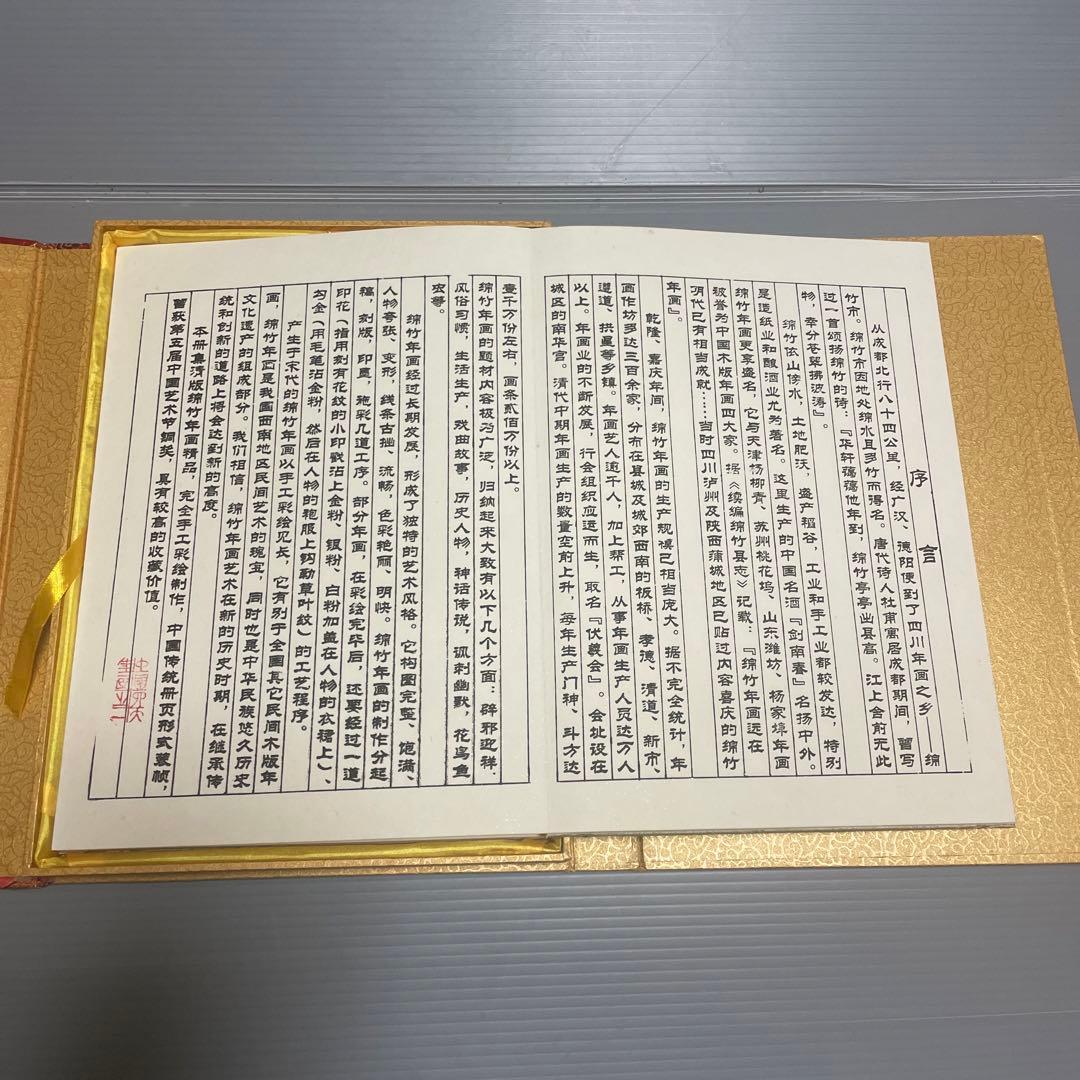 序言
从成都北行八十四公里，经广汉、德阳便到了四川年画之乡　绵
竹市。绵竹市因地处绵水且多竹而得名。唐代诗人杜甫寓居成都期间，曾写
过一首颂扬绵竹的诗：『华轩蔼蔼他年到，绵竹亭亭出县高。江上舍前无此
物，幸分苍翠拂波涛』。
绵竹依山傍水，土地肥沃，盛产稻谷，工业和手工业都较发达，特别
是造纸业和酿酒业尤为著名。这里生产的中国名酒『剑南春』名扬中外。
绵竹年画更享盛名，它与天津杨柳青、苏州桃花坞、山东潍坊、杨家埠年画
被誉为中国木版年画四大家。据《续编绵竹县志》记载：『绵竹年画远在
明代已有相当成就……当时四川泸州及陕西蒲城地区已贴过内容喜庆的绵竹
年画』。
乾隆、嘉庆年间，绵竹年画的生产规模已相当庞大。据不完全统计，年
画作坊多达三百余家，分布在县城及城郊西南的板桥、孝德、清道、新市、
遵道、拱星等乡镇。年画艺人逾千人，加上帮工，从事年画生产人员达万人
以上。年画业的不断发展，行会组织应运而生，取名『伏羲会』。会址设在
城区的南华宫。清代中期年画生产的数量空前上升，每年生产门神、斗方达
壹千万份左右，画条贰佰万份以上。
绵竹年画的题材内容极为广泛，归纳起来大致有以下几个方面：辟邪迎祥，
风俗习惯，生活生产，戏曲故事，历史人物，神话传说，讽刺幽默，花鸟鱼
虫等。
绵竹年画经过长期发展，形成了独特的艺术风格。它构图完整、饱满，
人物夸张、变形，线条古拙、流畅，色彩艳丽、明快。绵竹年画的制作分起
稿，刻版，印墨，施彩几道工序。部分年画，在彩绘完毕后，还要经过一道
印花（指用刻有花纹的小印戳沾上金粉、银粉、白粉加盖在人物的衣裙上）、
勾金（用毛笔沾金粉，然后在人物的袍服上钩勒草叶纹）的工艺程序。
产生于宋代的绵竹年画以手工彩绘见长，它有别于全国其它民间木版年
画，绵竹年画是我国西南地区民间艺术的瑰宝，同时也是中华民族悠久历史
文化遗产的组成部分。我们相信，绵竹年画艺术在新的历史时期，在继承传
统和创新的道路上将会达到新的高度。
本册集清版绵竹年画精品，完全手工彩绘制作，中国传统册页形式装帧，
曾获第五届中国艺术节铜奖，具有较高的收藏价值。